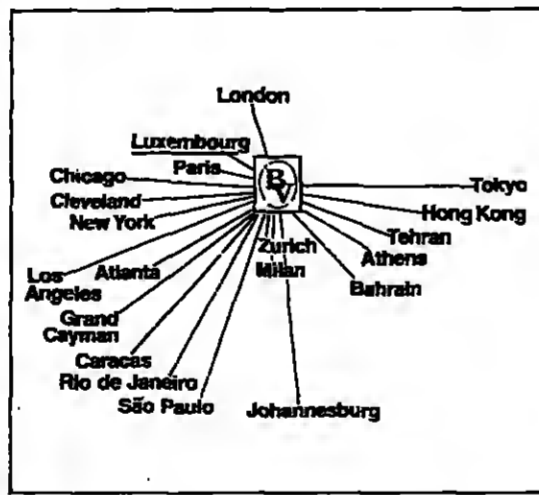 London
Luxembourg
Paris
Chicago
Cleveland
New York
BV
Tokyo
Hong Kong
Tehran
Athens
Zurich
Milan
Bahrain
Los
Angeles
Atlanta
Grand
Cayman
Caracas
Rio de Janeiro
São Paulo
Johannesburg